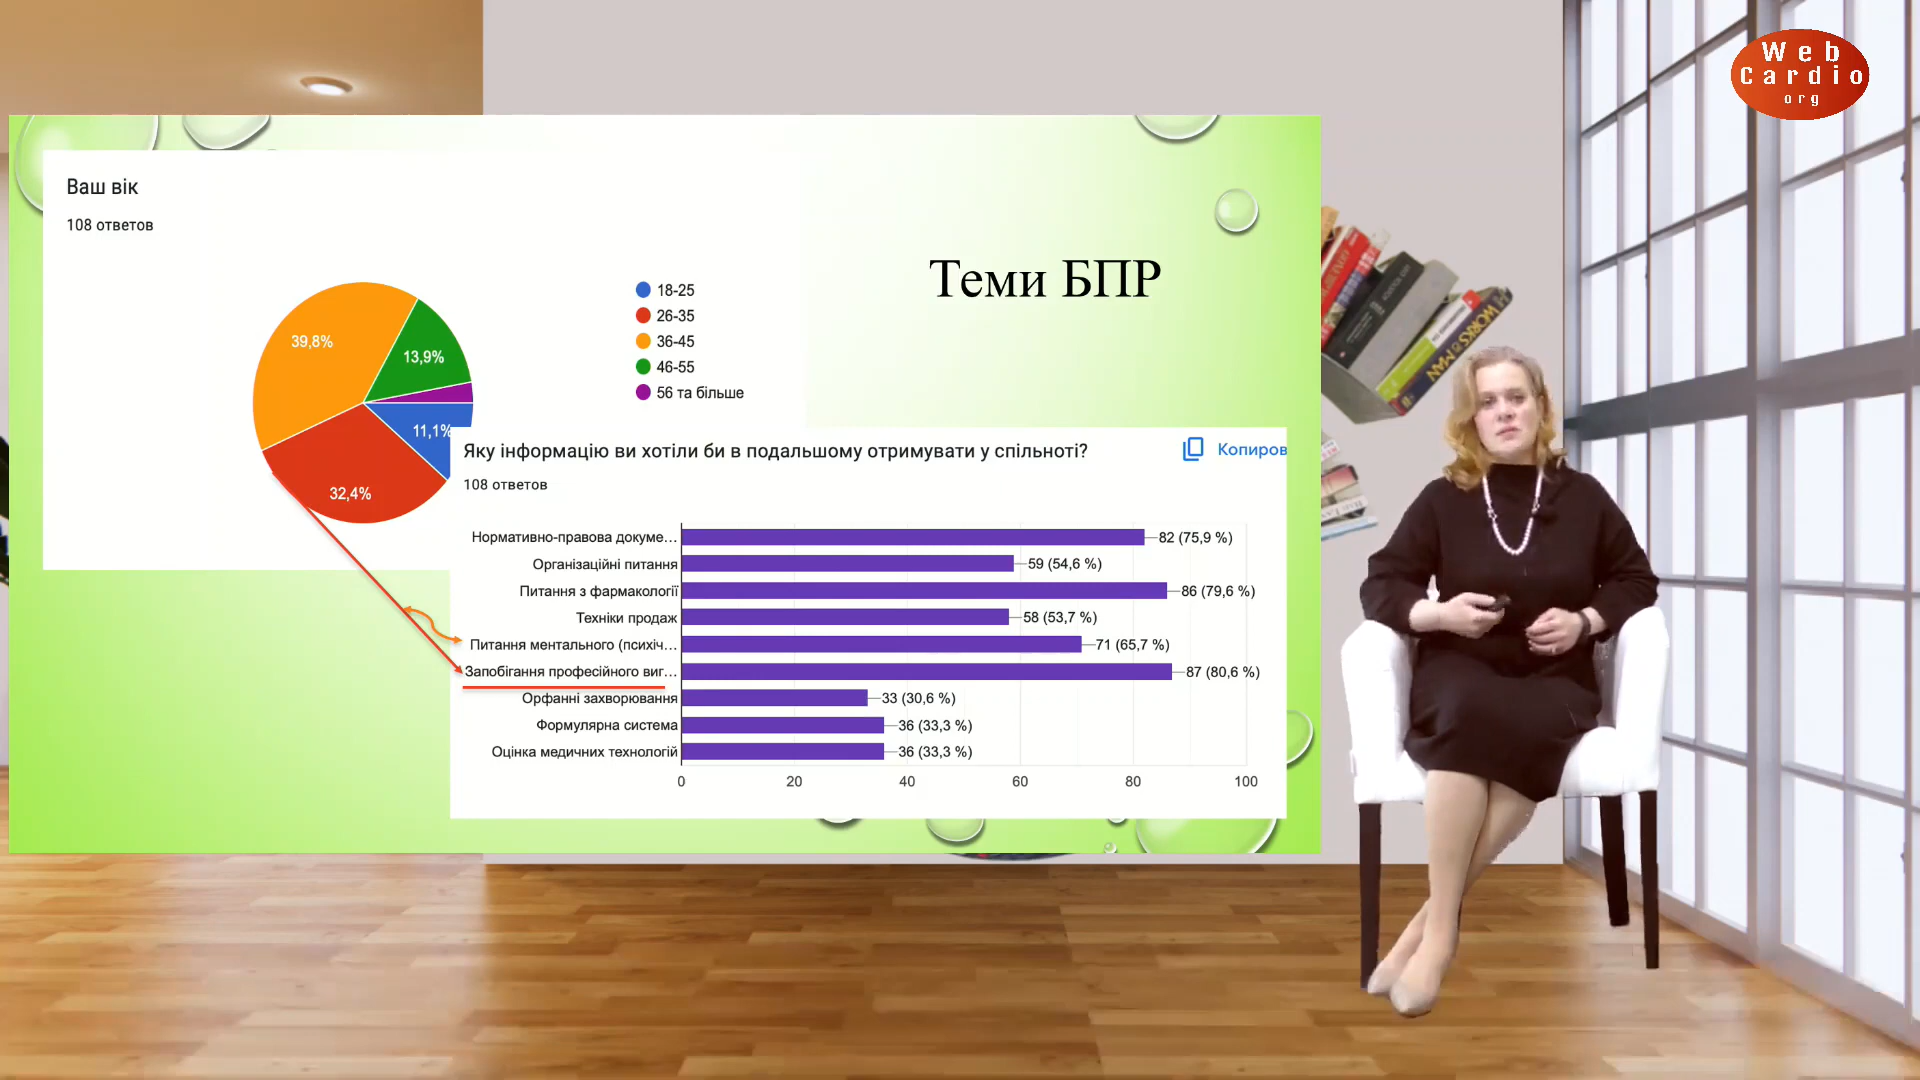 Web
Cardio
org
Ваш вік
108 ответов
39,8%
13,9%
11,1%
32,4%
18-25
26-35
36-45
46-55
56 та більше
Теми БПР
Яку інформацію ви хотіли би в подальшому отримувати у спільноті?
Копиров
108 ответов
Нормативно-правова докуме... 82 (75,9 %)
Організаційні питання 59 (54,6 %)
Питання з фармакології 86 (79,6 %)
Техніки продаж 58 (53,7 %)
Питання ментального (психіч... 71 (65,7 %)
Запобігання професійного виг... 87 (80,6 %)
Орфанні захворювання 33 (30,6 %)
Формулярна система 36 (33,3 %)
Оцінка медичних технологій 36 (33,3 %)
0 20 40 60 80 100
WORKS MAN